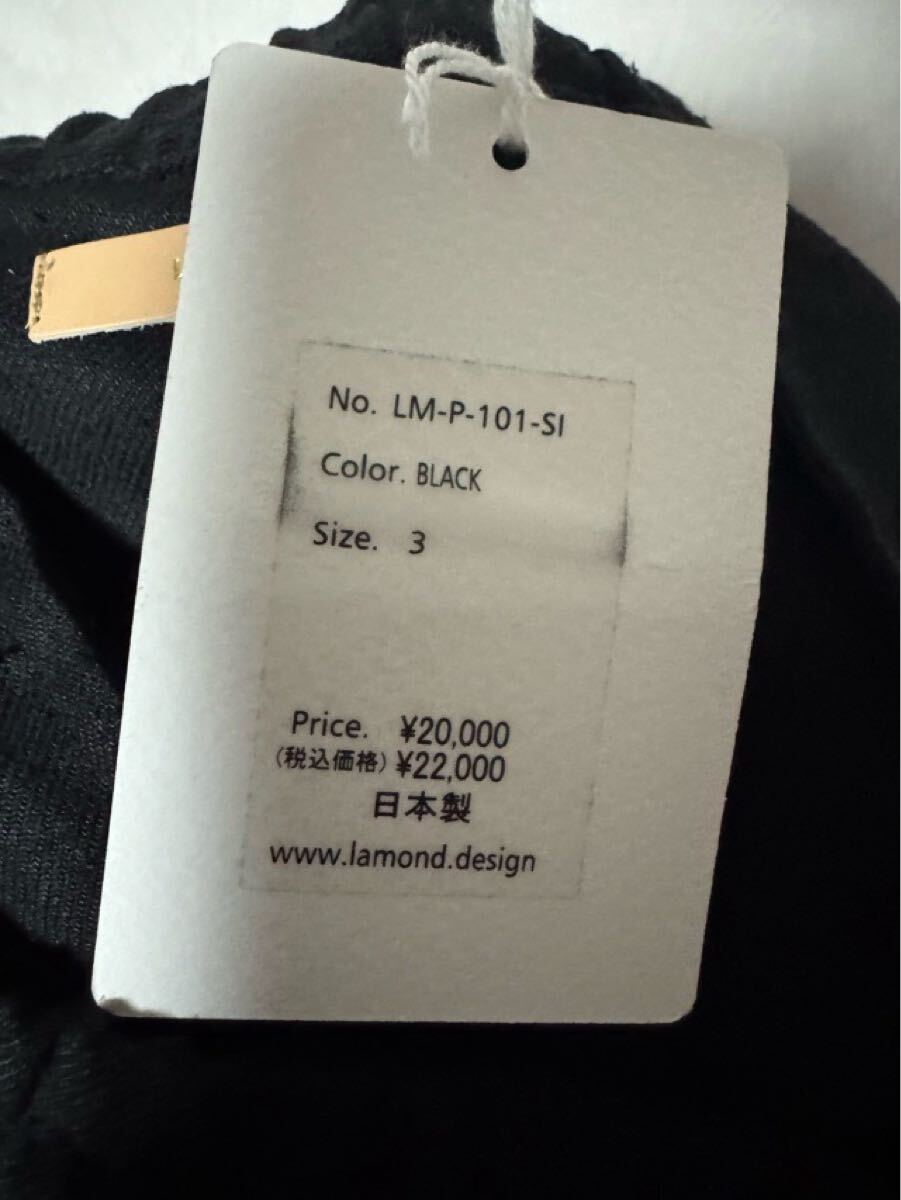 No. LM-P-101-SI
Color. BLACK
Size. 3
Price. ¥20,000
(税込価格) ¥22,000
日本製
www.lamond.design